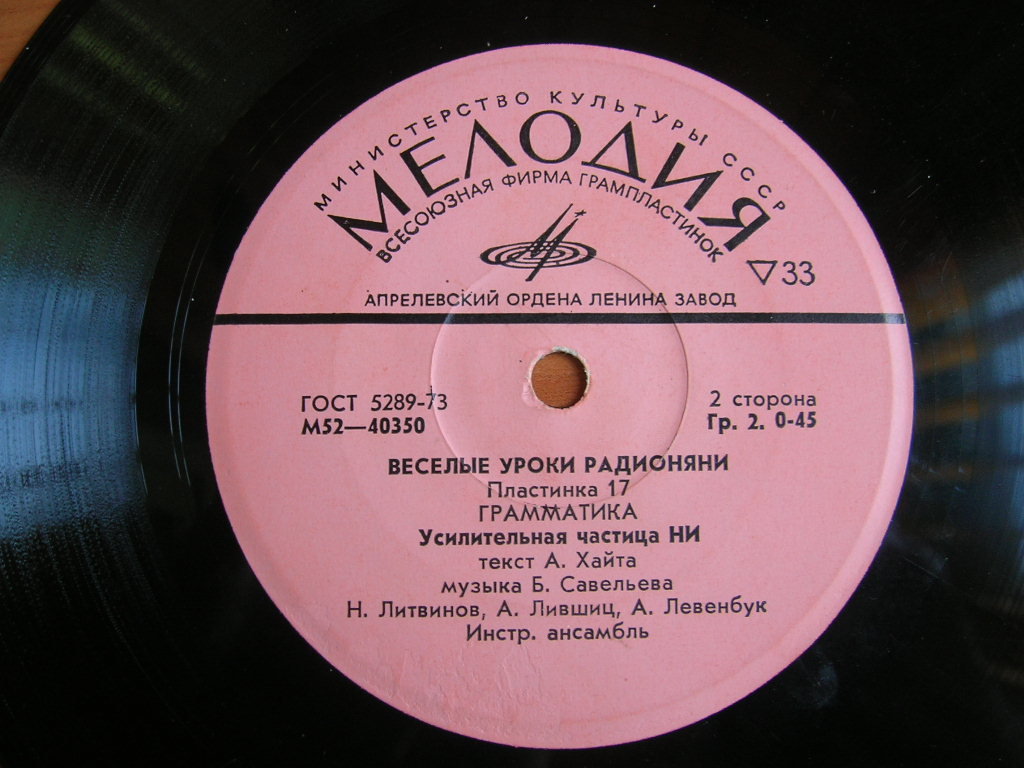 МИНИСТЕРСТВО КУЛЬТУРЫ СССР
МЕЛОДИЯ
ВСЕСОЮЗНАЯ ФИРМА ГРАМПЛАСТИНОК
33
АПРЕЛЕВСКИЙ ОРДЕНА ЛЕНИНА ЗАВОД
ГОСТ 5289-73
М52—40350
2 сторона
Гр. 2. 0-45
ВЕСЕЛЫЕ УРОКИ РАДИОНЯНИ
Пластинка 17
ГРАММАТИКА
Усилительная частица НИ
текст А. Хайта
музыка Б. Савельева
Н. Литвинов, А. Лившиц, А. Левенбук
Инстр. ансамбль